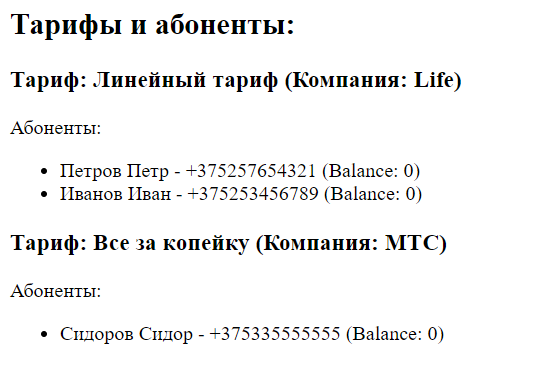 Тарифы и абоненты:
Тариф: Линейный тариф (Компания: Life)
Абоненты:
• Петров Петр - +375257654321 (Balance: 0)
• Иванов Иван - +375253456789 (Balance: 0)
Тариф: Все за копейку (Компания: МТС)
Абоненты:
• Сидоров Сидор - +375335555555 (Balance: 0)